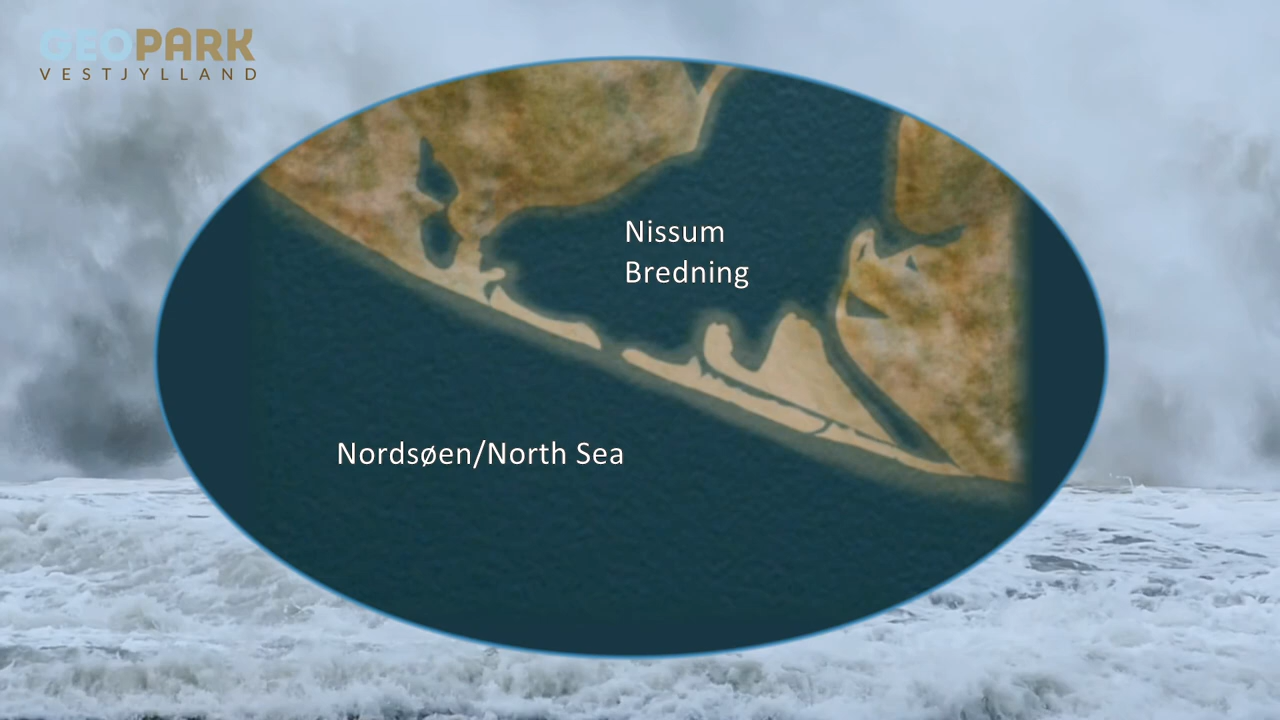 GEOPARK
VESTJYLLAND
Nissum
Bredning
Nordsøen/North Sea